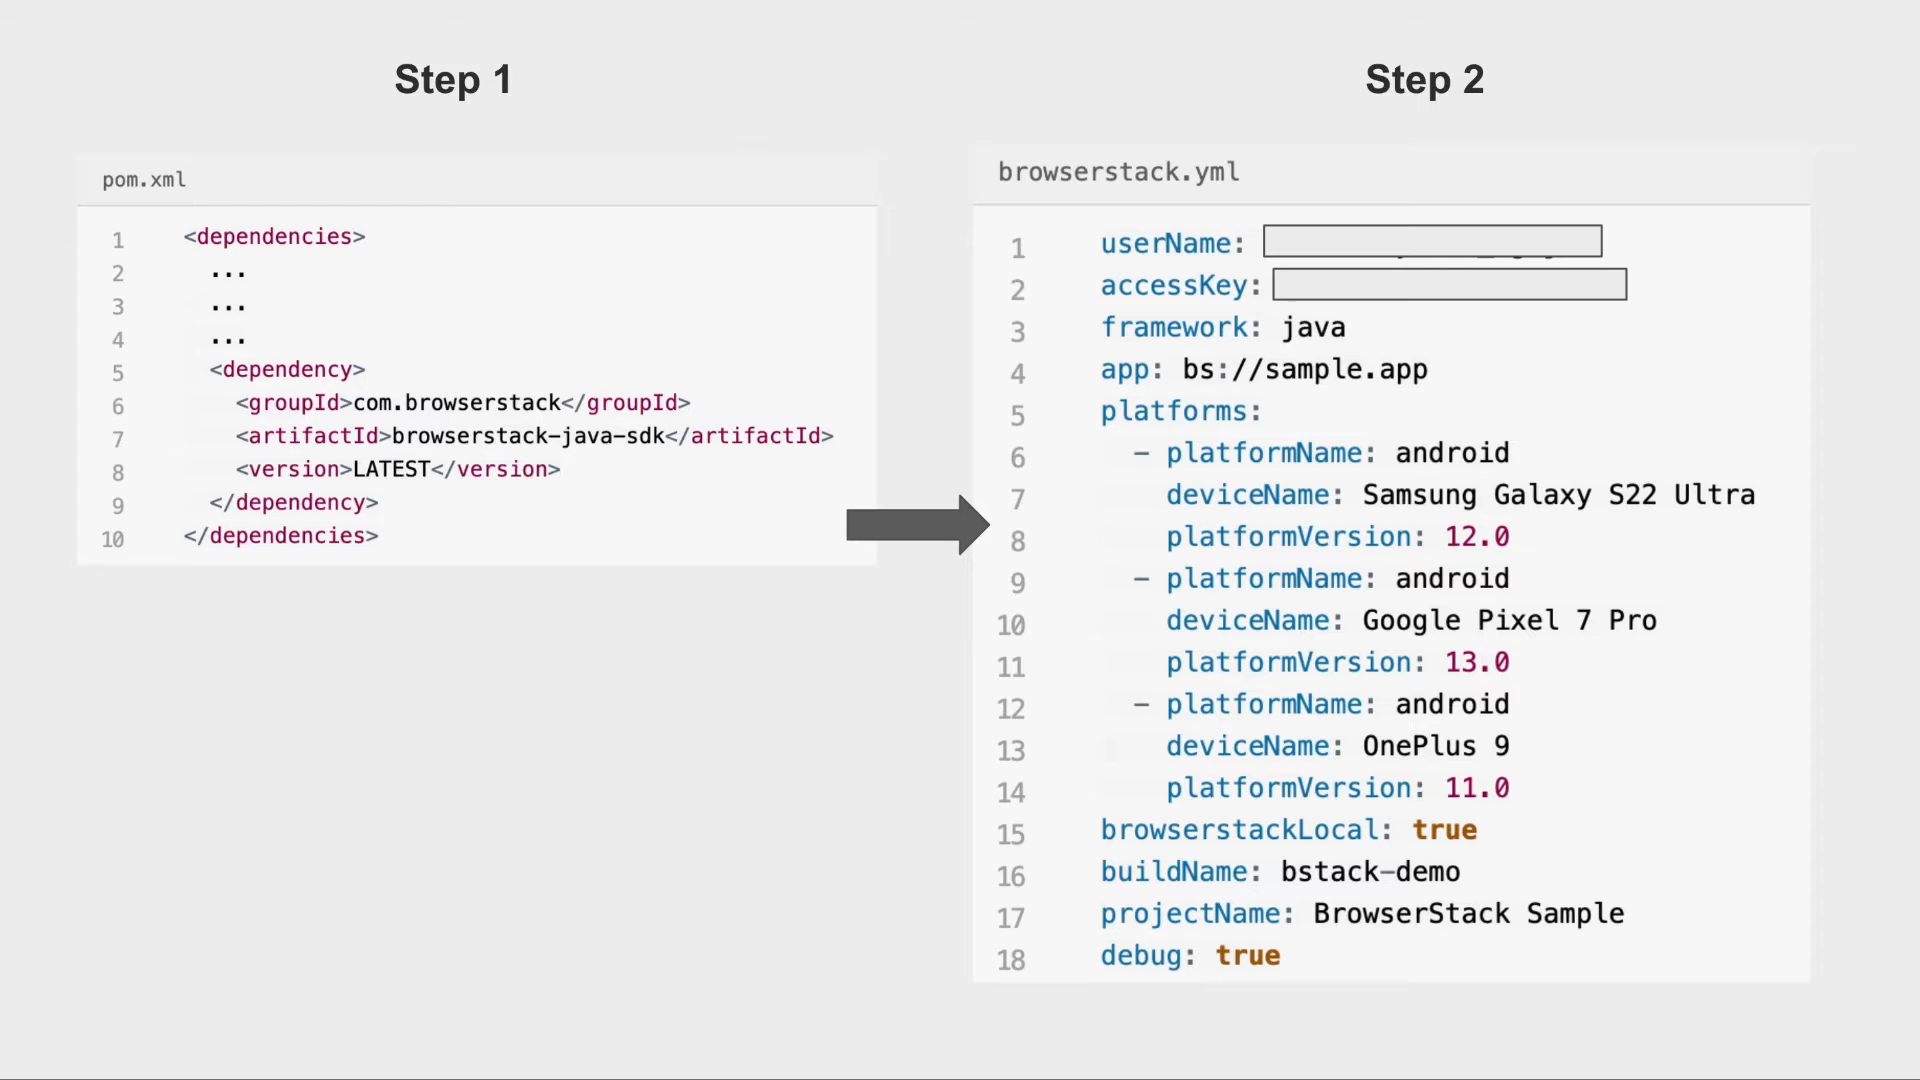 Step 1
pom.xml
1 <dependencies>
2 ...
3 ...
4 ...
5 <dependency>
6 <groupId>com.browserstack</groupId>
7 <artifactId>browserstack-java-sdk</artifactId>
8 <version>LATEST</version>
9 </dependency>
10 </dependencies>
Step 2
browserstack.yml
1 userName:
2 accessKey:
3 framework: java
4 app: bs://sample.app
5 platforms:
6 - platformName: android
7 deviceName: Samsung Galaxy S22 Ultra
8 platformVersion: 12.0
9 - platformName: android
10 deviceName: Google Pixel 7 Pro
11 platformVersion: 13.0
12 - platformName: android
13 deviceName: OnePlus 9
14 platformVersion: 11.0
15 browserstackLocal: true
16 buildName: bstack-demo
17 projectName: BrowserStack Sample
18 debug: true